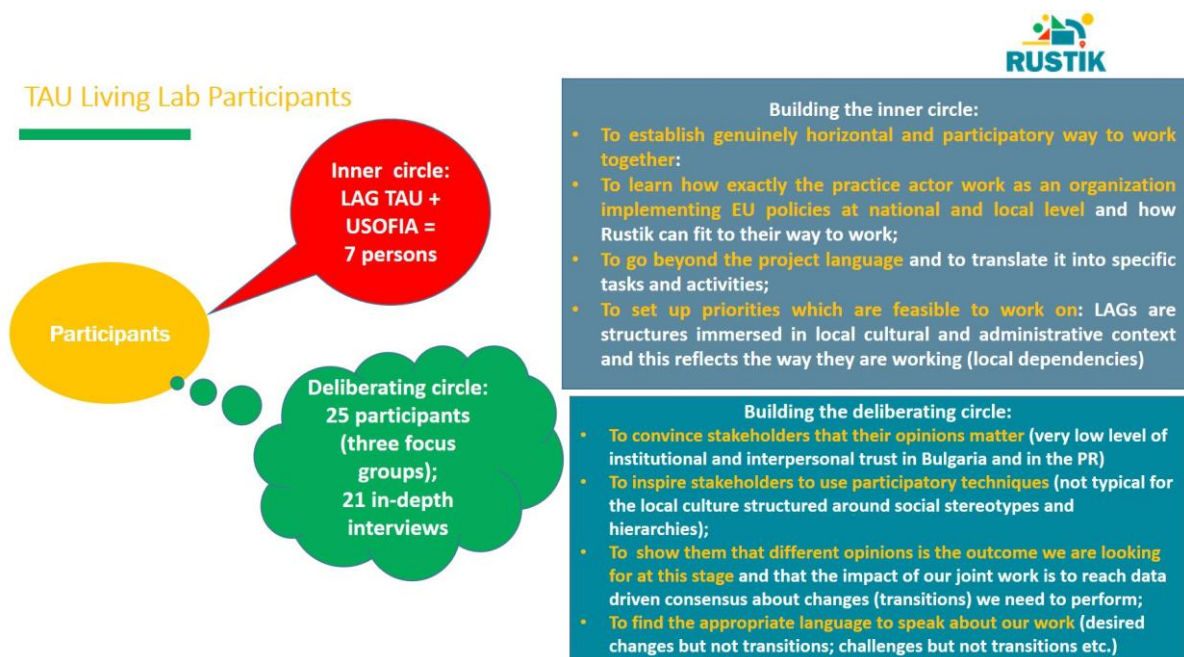 RUSTIK
TAU Living Lab Participants
Participants
Inner circle:
LAG TAU +
USOFIA =
7 persons
Deliberating circle:
25 participants
(three focus
groups);
21 in-depth
interviews
Building the inner circle:
• To establish genuinely horizontal and participatory way to work
together:
• To learn how exactly the practice actor work as an organization
implementing EU policies at national and local level and how
Rustik can fit to their way to work;
• To go beyond the project language and to translate it into specific
tasks and activities;
• To set up priorities which are feasible to work on: LAGs are
structures immersed in local cultural and administrative context
and this reflects the way they are working (local dependencies)
Building the deliberating circle:
• To convince stakeholders that their opinions matter (very low level of
institutional and interpersonal trust in Bulgaria and in the PR)
• To inspire stakeholders to use participatory techniques (not typical for
the local culture structured around social stereotypes and
hierarchies);
• To show them that different opinions is the outcome we are looking
for at this stage and that the impact of our joint work is to reach data
driven consensus about changes (transitions) we need to perform;
• To find the appropriate language to speak about our work (desired
changes but not transitions; challenges but not transitions etc.)